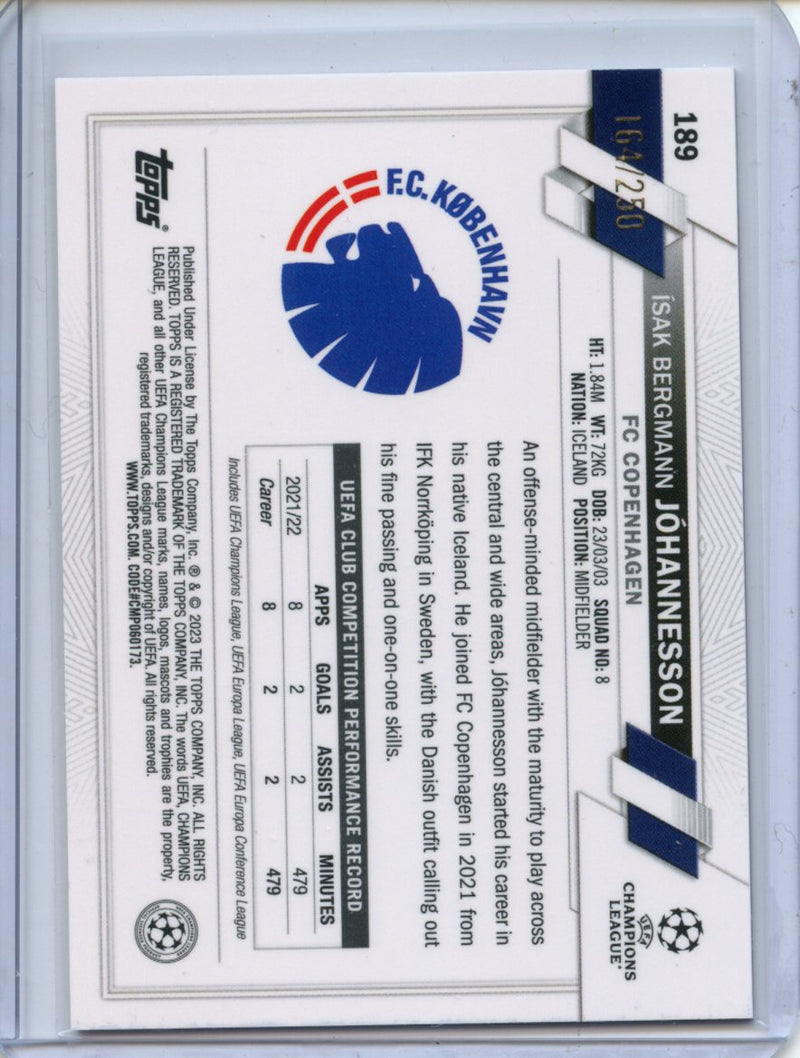 189
164/250
ÍSAK BERGMANN JÓHANNESSON
FC COPENHAGEN
HT: 1.84M WT: 72KG DOB: 23/03/03 SQUAD NO: 8
NATION: ICELAND POSITION: MIDFIELDER
UEFA
CHAMPIONS
LEAGUE®
F.C. KØBENHAVN
An offense-minded midfielder with the maturity to play across
the central and wide areas, Jóhannesson started his career in
his native Iceland. He joined FC Copenhagen in 2021 from
IFK Norrköping in Sweden, with the Danish outfit calling out
his fine passing and one-on-one skills.
UEFA CLUB COMPETITION PERFORMANCE RECORD
APPS GOALS ASSISTS MINUTES
2021/22 8 2 2 479
Career 8 2 2 479
Includes UEFA Champions League, UEFA Europa League, UEFA Europa Conference League
topps®
Published Under License by The Topps Company, Inc. ® & © 2023 THE TOPPS COMPANY, INC. ALL RIGHTS
RESERVED. TOPPS IS A REGISTERED TRADEMARK OF THE TOPPS COMPANY, INC. The words UEFA, CHAMPIONS
LEAGUE, and all other UEFA Champions League marks, names, logos, mascots and trophies are the property,
registered trademarks, designs and/or copyright of UEFA. All rights reserved.
WWW.TOPPS.COM. CODE#CMP060173.